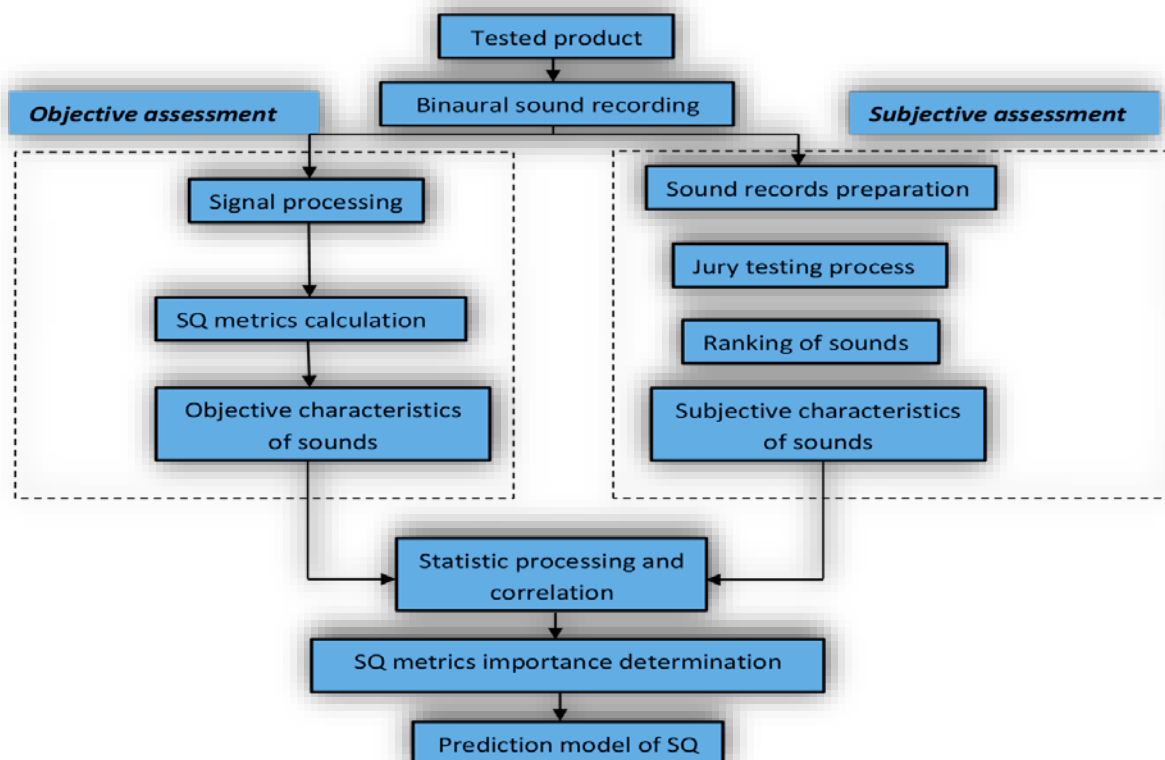 Tested product
Binaural sound recording
Objective assessment
Subjective assessment
Signal processing
SQ metrics calculation
Objective characteristics
of sounds
Sound records preparation
Jury testing process
Ranking of sounds
Subjective characteristics
of sounds
Statistic processing and
correlation
SQ metrics importance determination
Prediction model of SQ